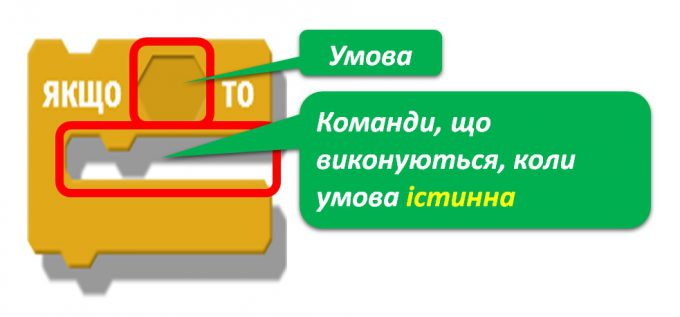 Умова
ЯКЩО ТО
Команди, що
виконуються, коли
умова істинна